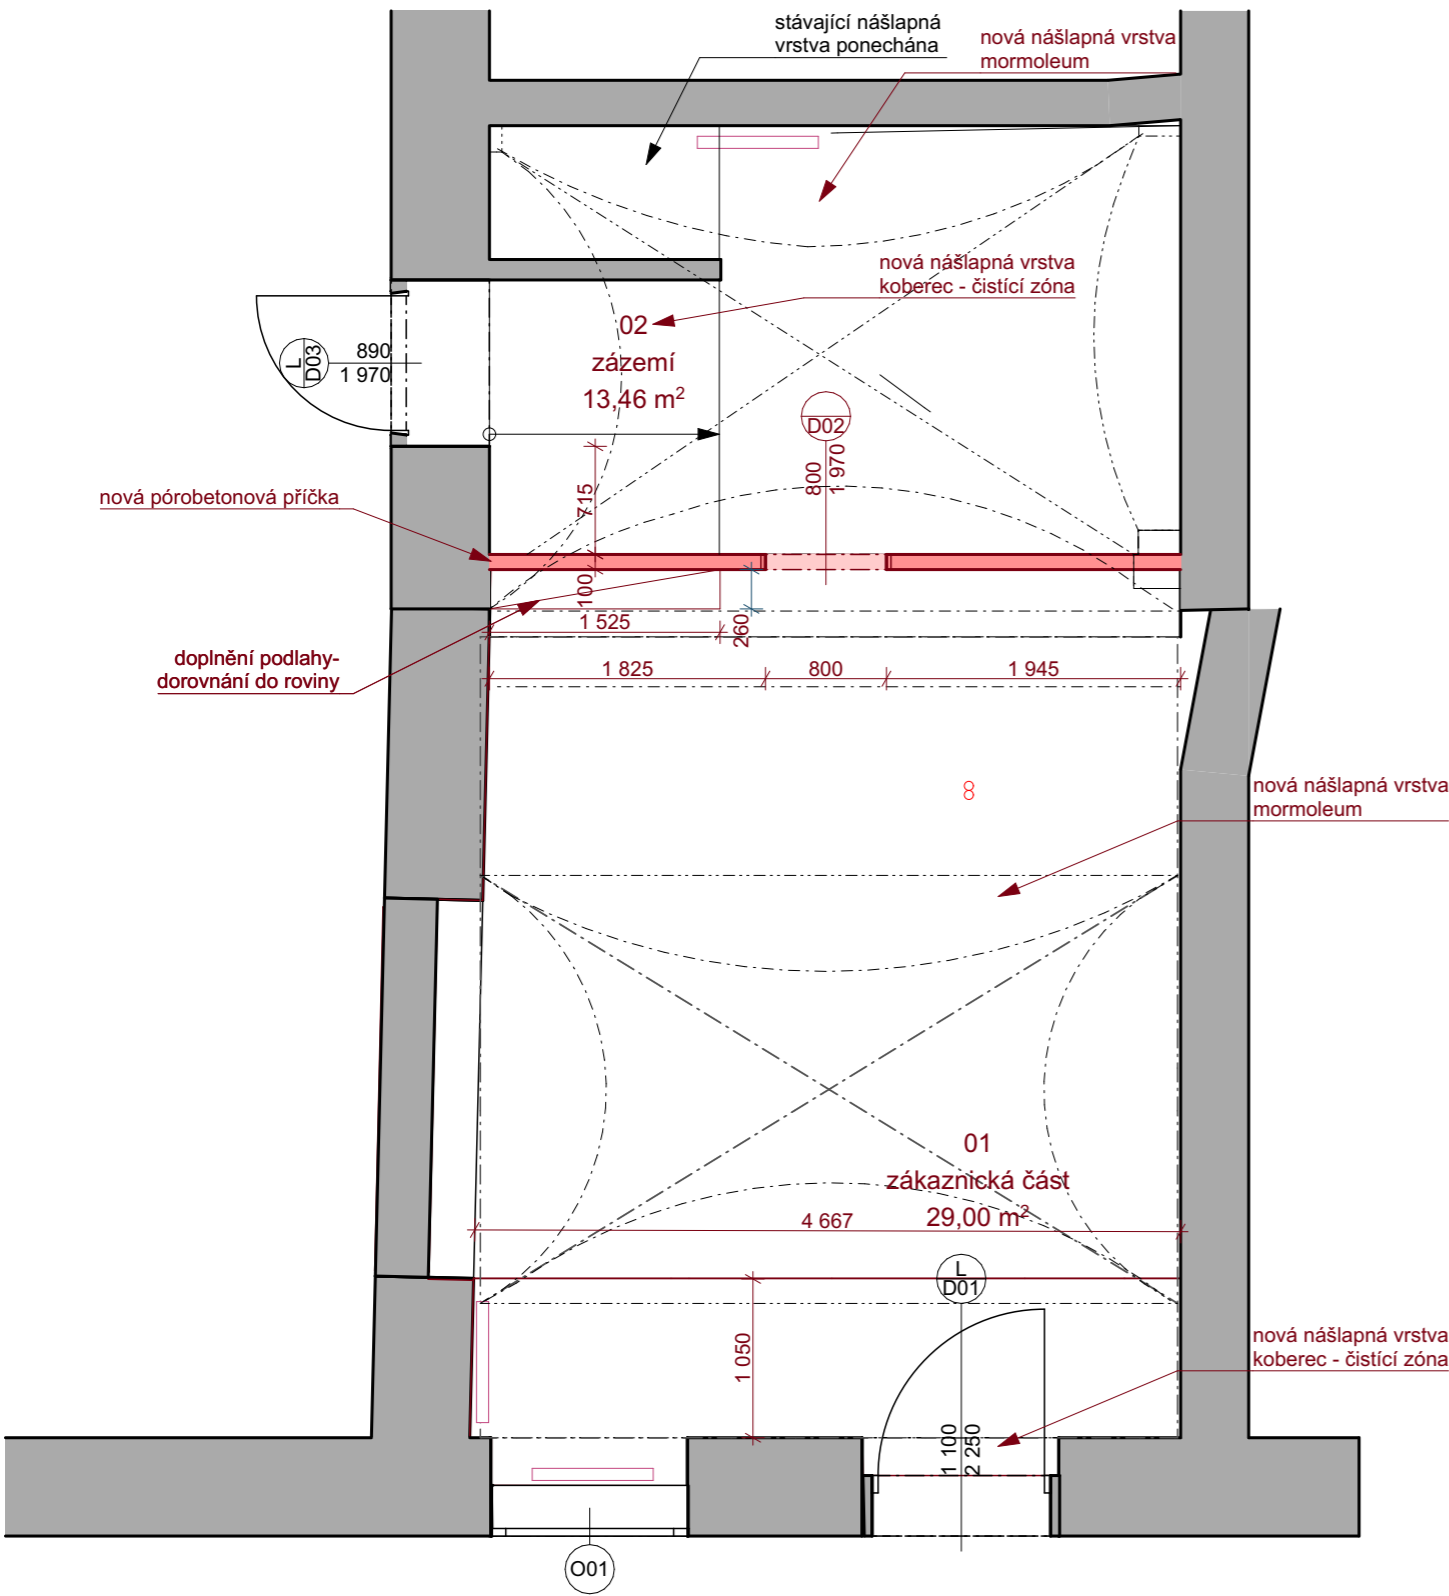 stávající nášlapná
vrstva ponechána
nová nášlapná vrstva
mormoleum
nová nášlapná vrstva
koberec - čistící zóna
02
zázemí
13,46 m²
L
D03
890
1 970
D02
800
1 970
715
nová pórobetonová příčka
100
1 525
260
doplnění podlahy-
dorovnání do roviny
1 825
800
1 945
8
nová nášlapná vrstva
mormoleum
01
zákaznická část
29,00 m²
4 667
L
D01
1 050
nová nášlapná vrstva
koberec - čistící zóna
1 100
2 250
O01